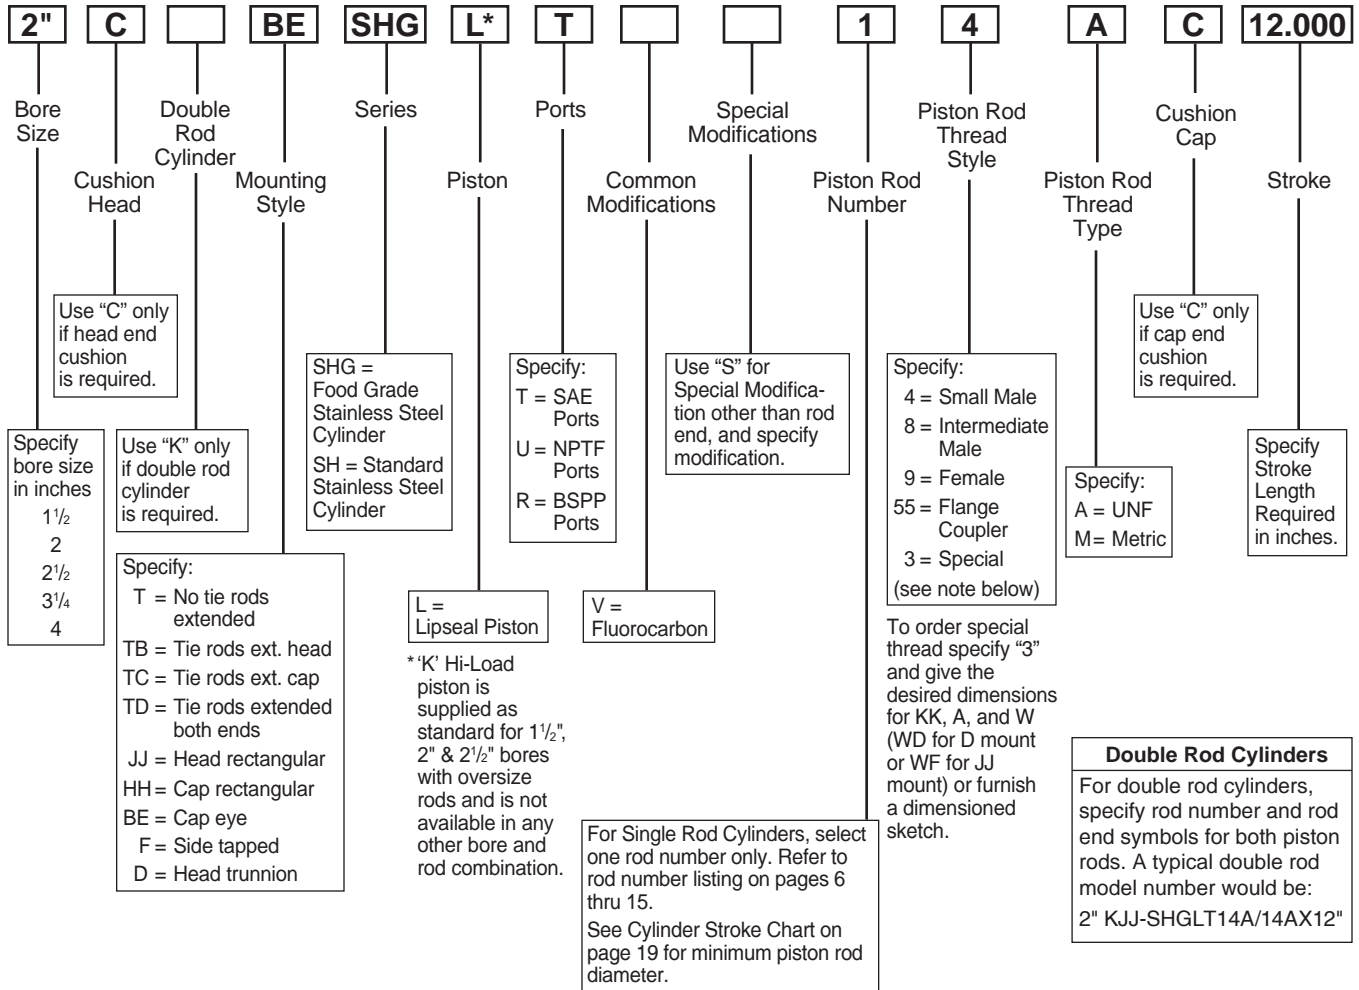 2" C BE SHG L* T 1 4 A C 12.000
Bore
Size
Cushion
Head
Double
Rod
Cylinder
Mounting
Style
Series
Piston
Ports
Common
Modifications
Special
Modifications
Piston Rod
Number
Piston Rod
Thread
Style
Piston Rod
Thread
Type
Cushion
Cap
Stroke
Specify
bore size
in inches
1 1/2
2
2 1/2
3 1/4
4
Use “C” only
if head end
cushion
is required.
Use “K” only
if double rod
cylinder
is required.
Specify:
T = No tie rods
extended
TB = Tie rods ext. head
TC = Tie rods ext. cap
TD = Tie rods extended
both ends
JJ = Head rectangular
HH = Cap rectangular
BE = Cap eye
F = Side tapped
D = Head trunnion
SHG =
Food Grade
Stainless Steel
Cylinder
SH = Standard
Stainless Steel
Cylinder
L =
Lipseal Piston
* ‘K’ Hi-Load
piston is
supplied as
standard for 1 1/2",
2" & 2 1/2" bores
with oversize
rods and is not
available in any
other bore and
rod combination.
Specify:
T = SAE
Ports
U = NPTF
Ports
R = BSPP
Ports
V =
Fluorocarbon
Use “S” for
Special Modifica-
tion other than rod
end, and specify
modification.
For Single Rod Cylinders, select
one rod number only. Refer to
rod number listing on pages 6
thru 15.
See Cylinder Stroke Chart on
page 19 for minimum piston rod
diameter.
Specify:
4 = Small Male
8 = Intermediate
Male
9 = Female
55 = Flange
Coupler
3 = Special
(see note below)
To order special
thread specify “3”
and give the
desired dimensions
for KK, A, and W
(WD for D mount
or WF for JJ
mount) or furnish
a dimensioned
sketch.
Specify:
A = UNF
M = Metric
Use “C” only
if cap end
cushion
is required.
Specify
Stroke
Length
Required
in inches.
Double Rod Cylinders
For double rod cylinders,
specify rod number and rod
end symbols for both piston
rods. A typical double rod
model number would be:
2" KJJ-SHGLT14A/14AX12"